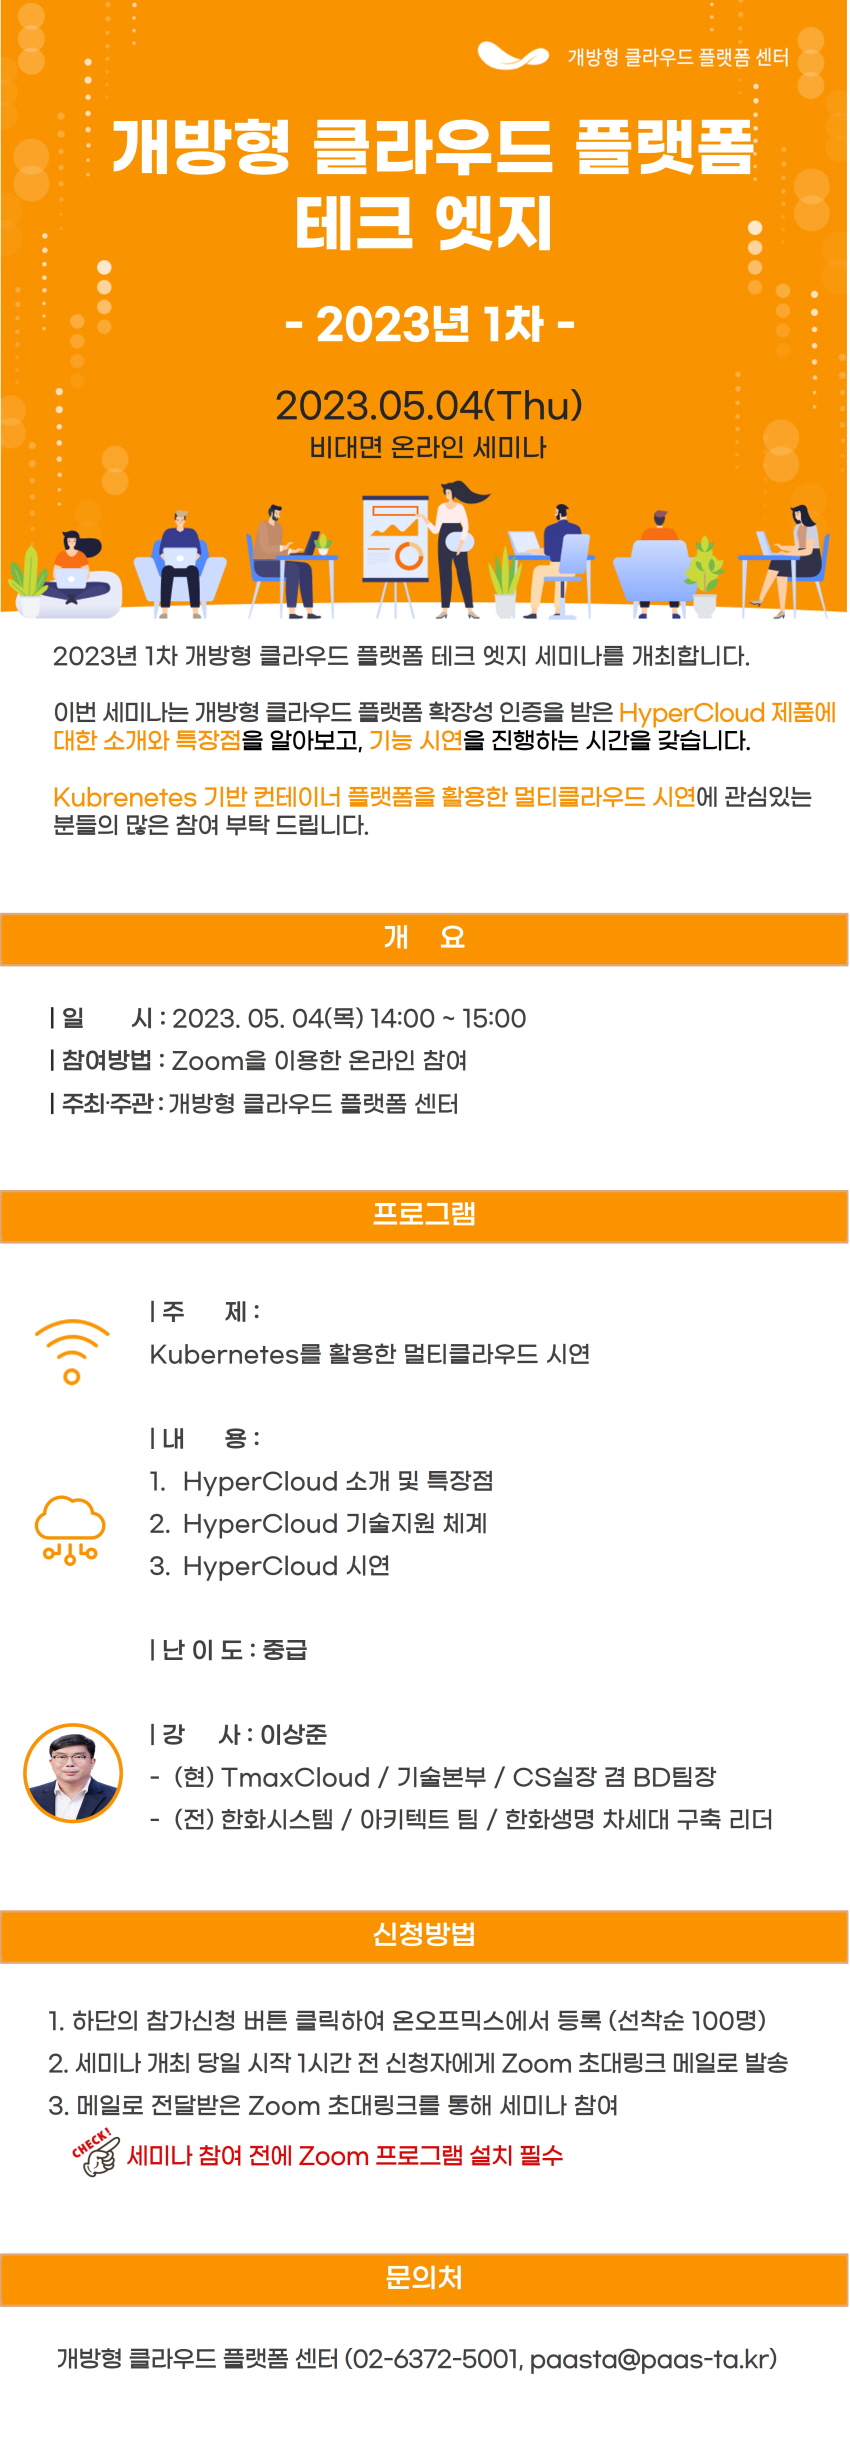 개방형 클라우드 플랫폼 센터
개방형 클라우드 플랫폼
테크 엣지
- 2023년 1차 -
2023.05.04(Thu)
비대면 온라인 세미나
2023년 1차 개방형 클라우드 플랫폼 테크 엣지 세미나를 개최합니다.
이번 세미나는 개방형 클라우드 플랫폼 확장성 인증을 받은 HyperCloud 제품에
대한 소개와 특장점을 알아보고, 기능 시연을 진행하는 시간을 갖습니다.
Kubrenetes 기반 컨테이너 플랫폼을 활용한 멀티클라우드 시연에 관심있는
분들의 많은 참여 부탁 드립니다.
개 요
| 일 시 : 2023. 05. 04(목) 14:00 ~ 15:00
| 참여방법 : Zoom을 이용한 온라인 참여
| 주최·주관 : 개방형 클라우드 플랫폼 센터
프로그램
| 주 제 :
Kubernetes를 활용한 멀티클라우드 시연
| 내 용 :
1. HyperCloud 소개 및 특장점
2. HyperCloud 기술지원 체계
3. HyperCloud 시연
| 난 이 도 : 중급
| 강 사 : 이상준
- (현) TmaxCloud / 기술본부 / CS실장 겸 BD팀장
- (전) 한화시스템 / 아키텍트 팀 / 한화생명 차세대 구축 리더
신청방법
1. 하단의 참가신청 버튼 클릭하여 온오프믹스에서 등록 (선착순 100명)
2. 세미나 개최 당일 시작 1시간 전 신청자에게 Zoom 초대링크 메일로 발송
3. 메일로 전달받은 Zoom 초대링크를 통해 세미나 참여
CHECK!
세미나 참여 전에 Zoom 프로그램 설치 필수
문의처
개방형 클라우드 플랫폼 센터 (02-6372-5001, paasta@paas-ta.kr)